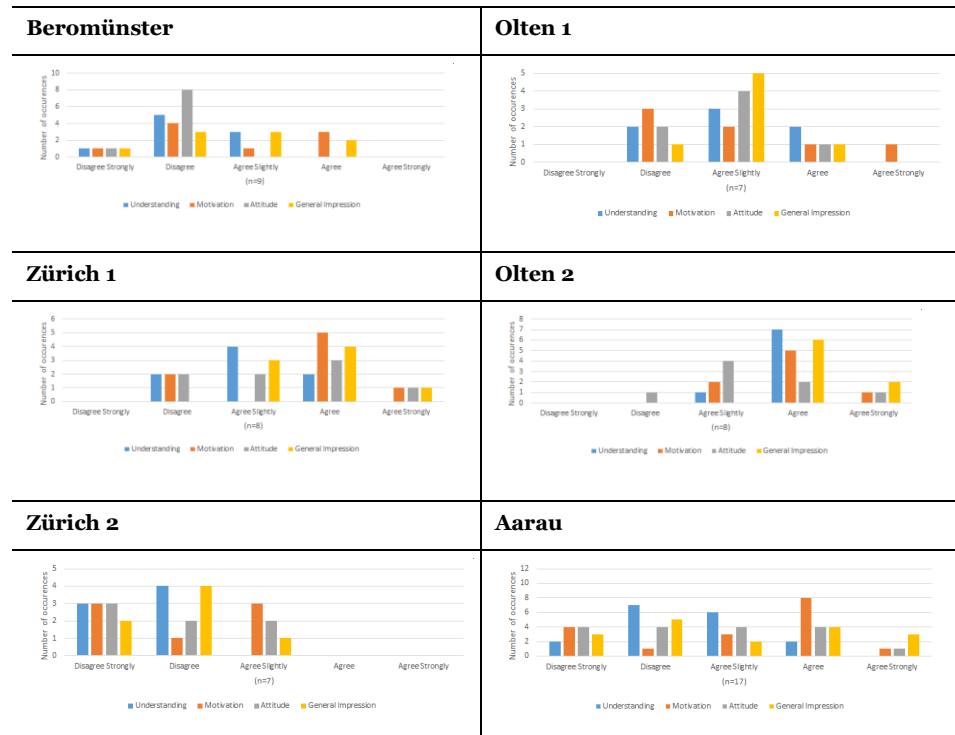 Beromünster
Number of occurences
10
8
6
4
2
0
Disagree Strongly Disagree Agree Slightly Agree Agree Strongly
(n=9)
Understanding Motivation Attitude General Impression
Olten 1
Number of occurences
5
4
3
2
1
0
Disagree Strongly Disagree Agree Slightly Agree Agree Strongly
(n=7)
Understanding Motivation Attitude General Impression
Zürich 1
Number of occurences
6
5
4
3
2
1
0
Disagree Strongly Disagree Agree Slightly Agree Agree Strongly
(n=8)
Understanding Motivation Attitude General Impression
Olten 2
Number of occurences
8
7
6
5
4
3
2
1
0
Disagree Strongly Disagree Agree Slightly Agree Agree Strongly
(n=8)
Understanding Motivation Attitude General Impression
Zürich 2
Number of occurences
5
4
3
2
1
0
Disagree Strongly Disagree Agree Slightly Agree Agree Strongly
(n=7)
Understanding Motivation Attitude General Impression
Aarau
Number of occurences
12
10
8
6
4
2
0
Disagree Strongly Disagree Agree Slightly Agree Agree Strongly
(n=17)
Understanding Motivation Attitude General Impression